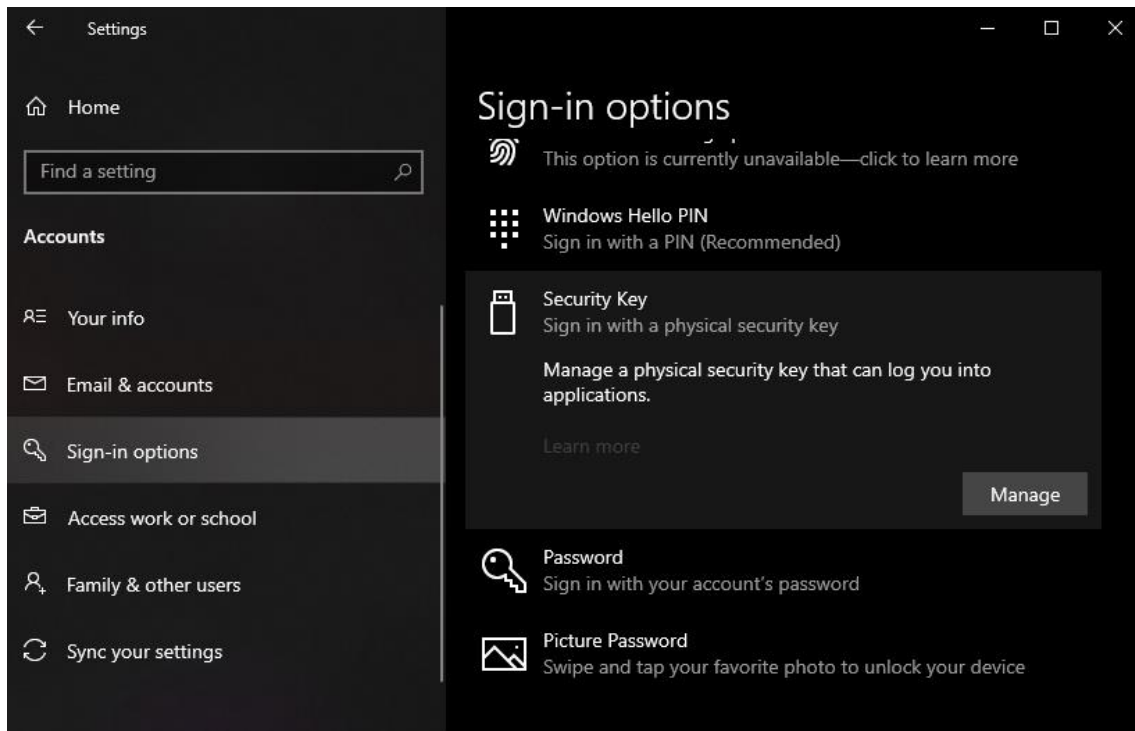 Settings
Home
Find a setting
Accounts
Your info
Email & accounts
Sign-in options
Access work or school
Family & other users
Sync your settings
Sign-in options
This option is currently unavailable—click to learn more
Windows Hello PIN
Sign in with a PIN (Recommended)
Security Key
Sign in with a physical security key
Manage a physical security key that can log you into
applications.
Learn more
Manage
Password
Sign in with your account's password
Picture Password
Swipe and tap your favorite photo to unlock your device